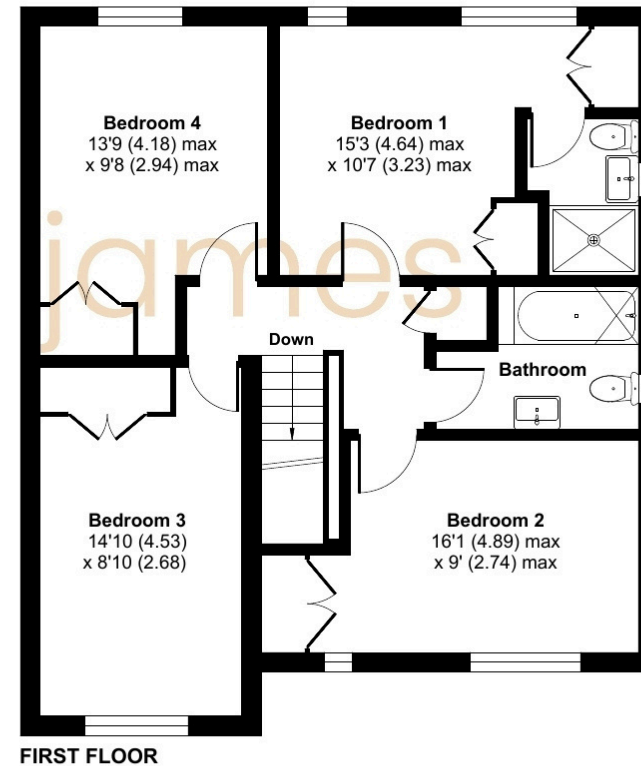 Bedroom 4
13'9 (4.18) max
x 9'8 (2.94) max
Bedroom 1
15'3 (4.64) max
x 10'7 (3.23) max
james
Down
Bathroom
Bedroom 3
14'10 (4.53)
x 8'10 (2.68)
Bedroom 2
16'1 (4.89) max
x 9' (2.74) max
FIRST FLOOR